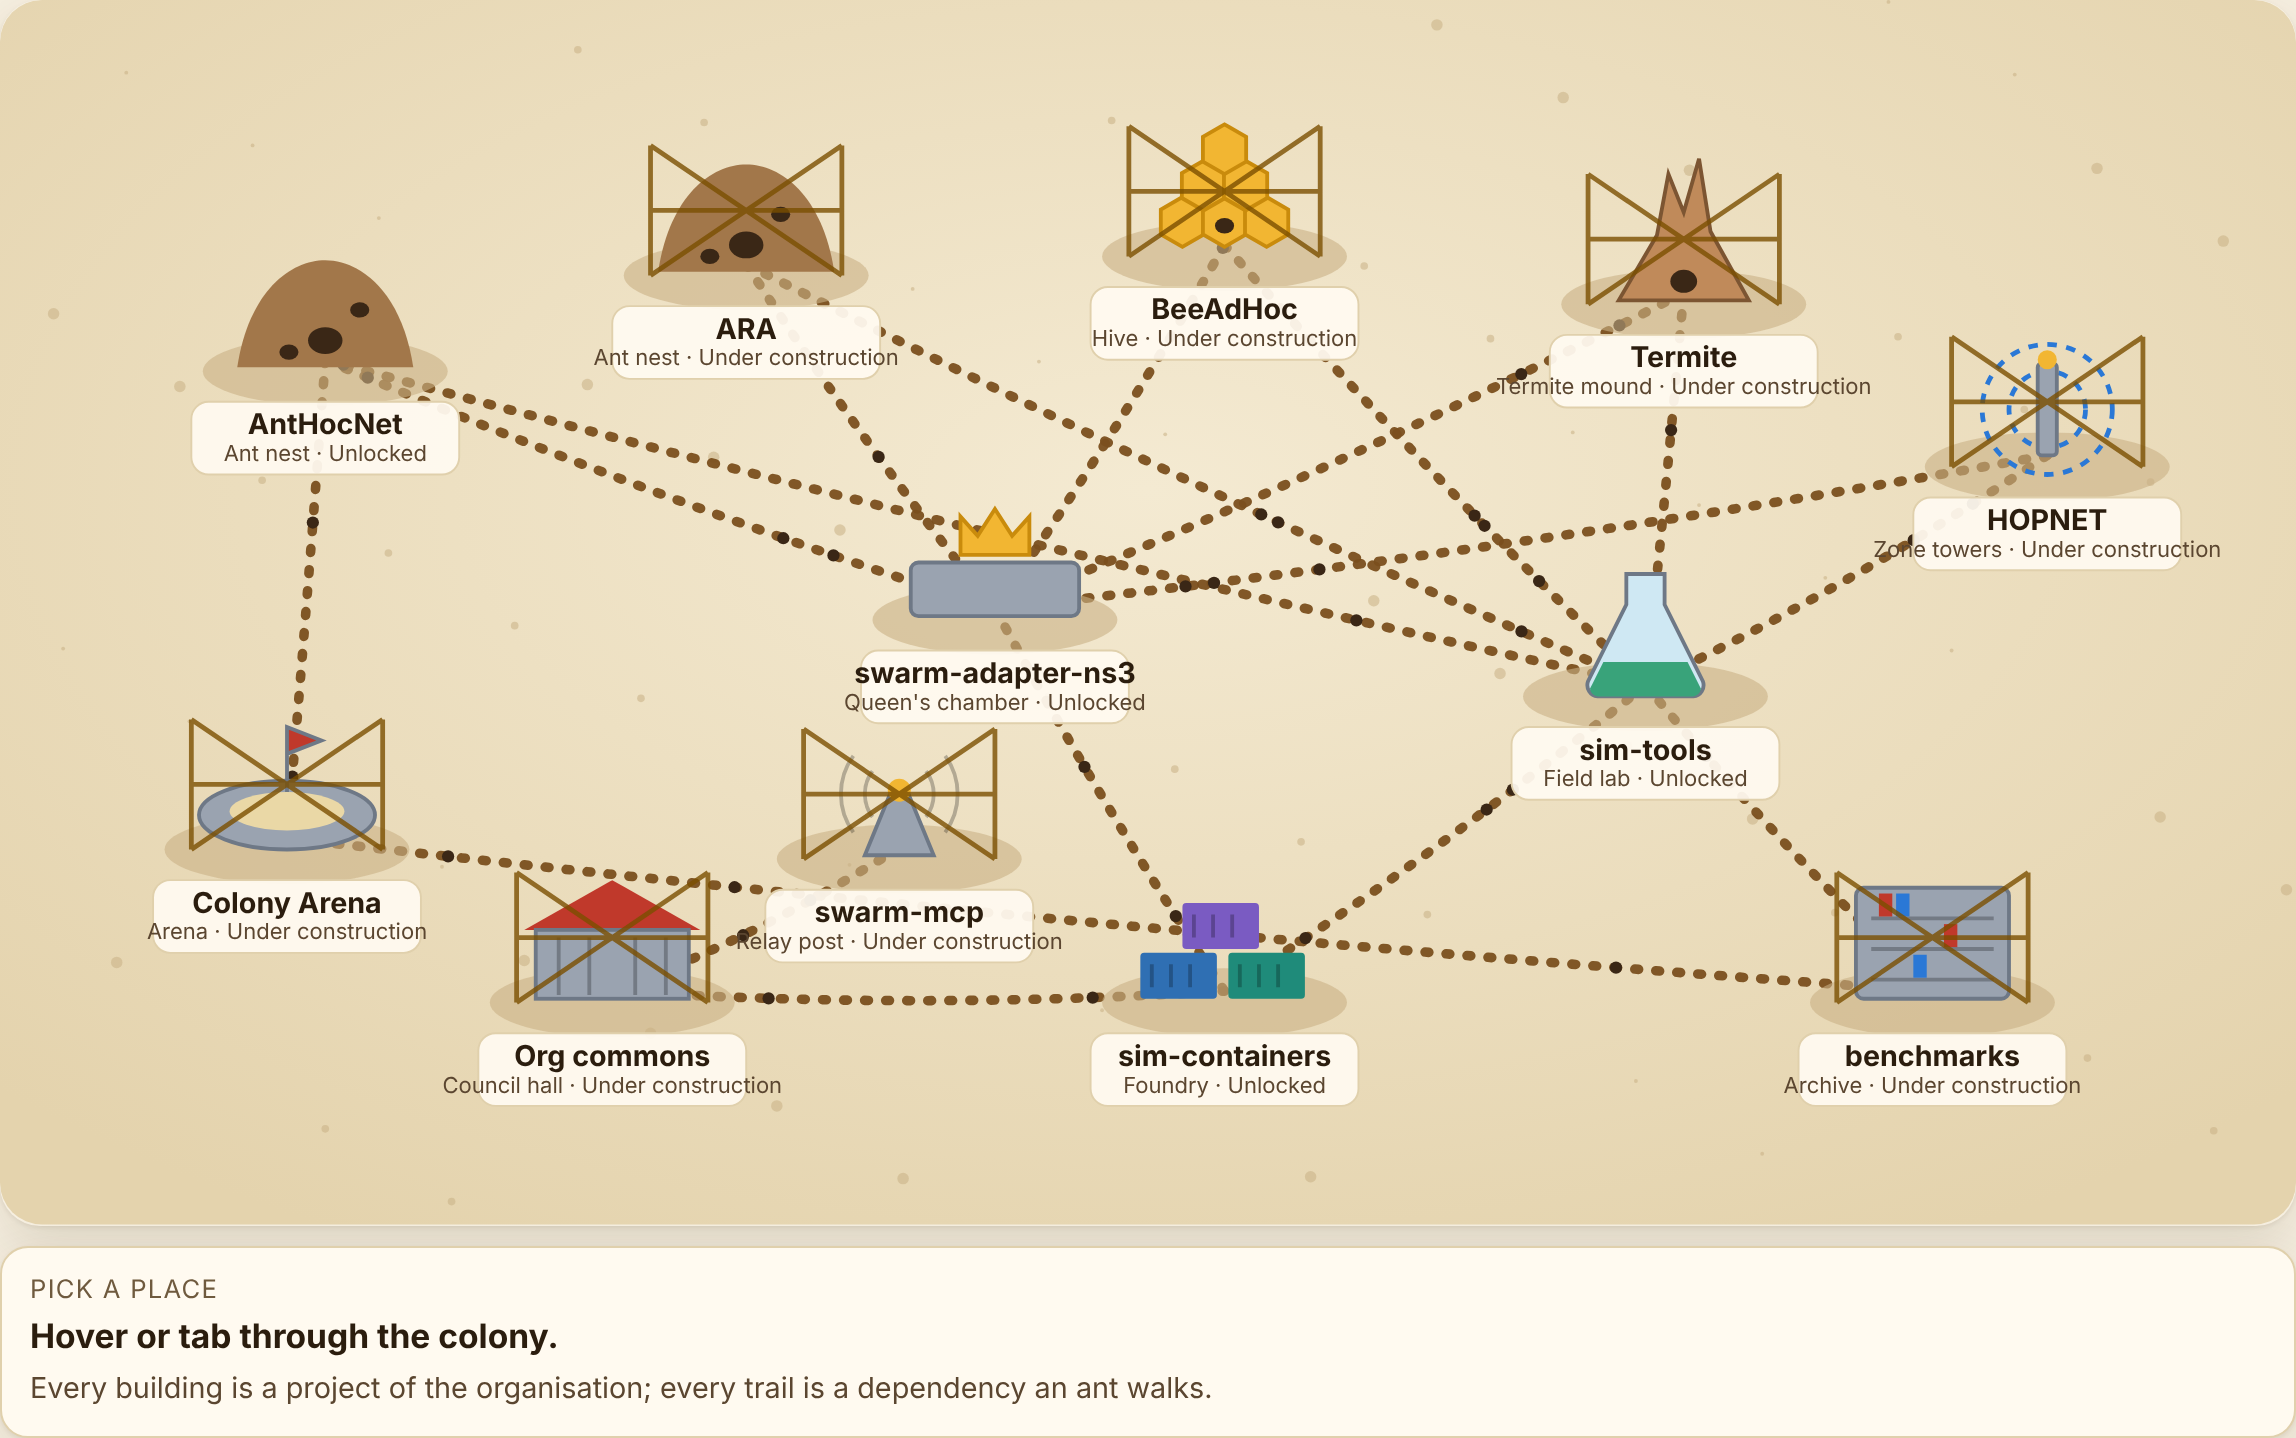 ARA
Ant nest · Under construction
BeeAdHoc
Hive · Under construction
Termite
Termite mound · Under construction
AntHocNet
Ant nest · Unlocked
HOPNET
Zone towers · Under construction
swarm-adapter-ns3
Queen's chamber · Unlocked
sim-tools
Field lab · Unlocked
Colony Arena
Arena · Under construction
swarm-mcp
Relay post · Under construction
Org commons
Council hall · Under construction
sim-containers
Foundry · Unlocked
benchmarks
Archive · Under construction
PICK A PLACE
Hover or tab through the colony.
Every building is a project of the organisation; every trail is a dependency an ant walks.